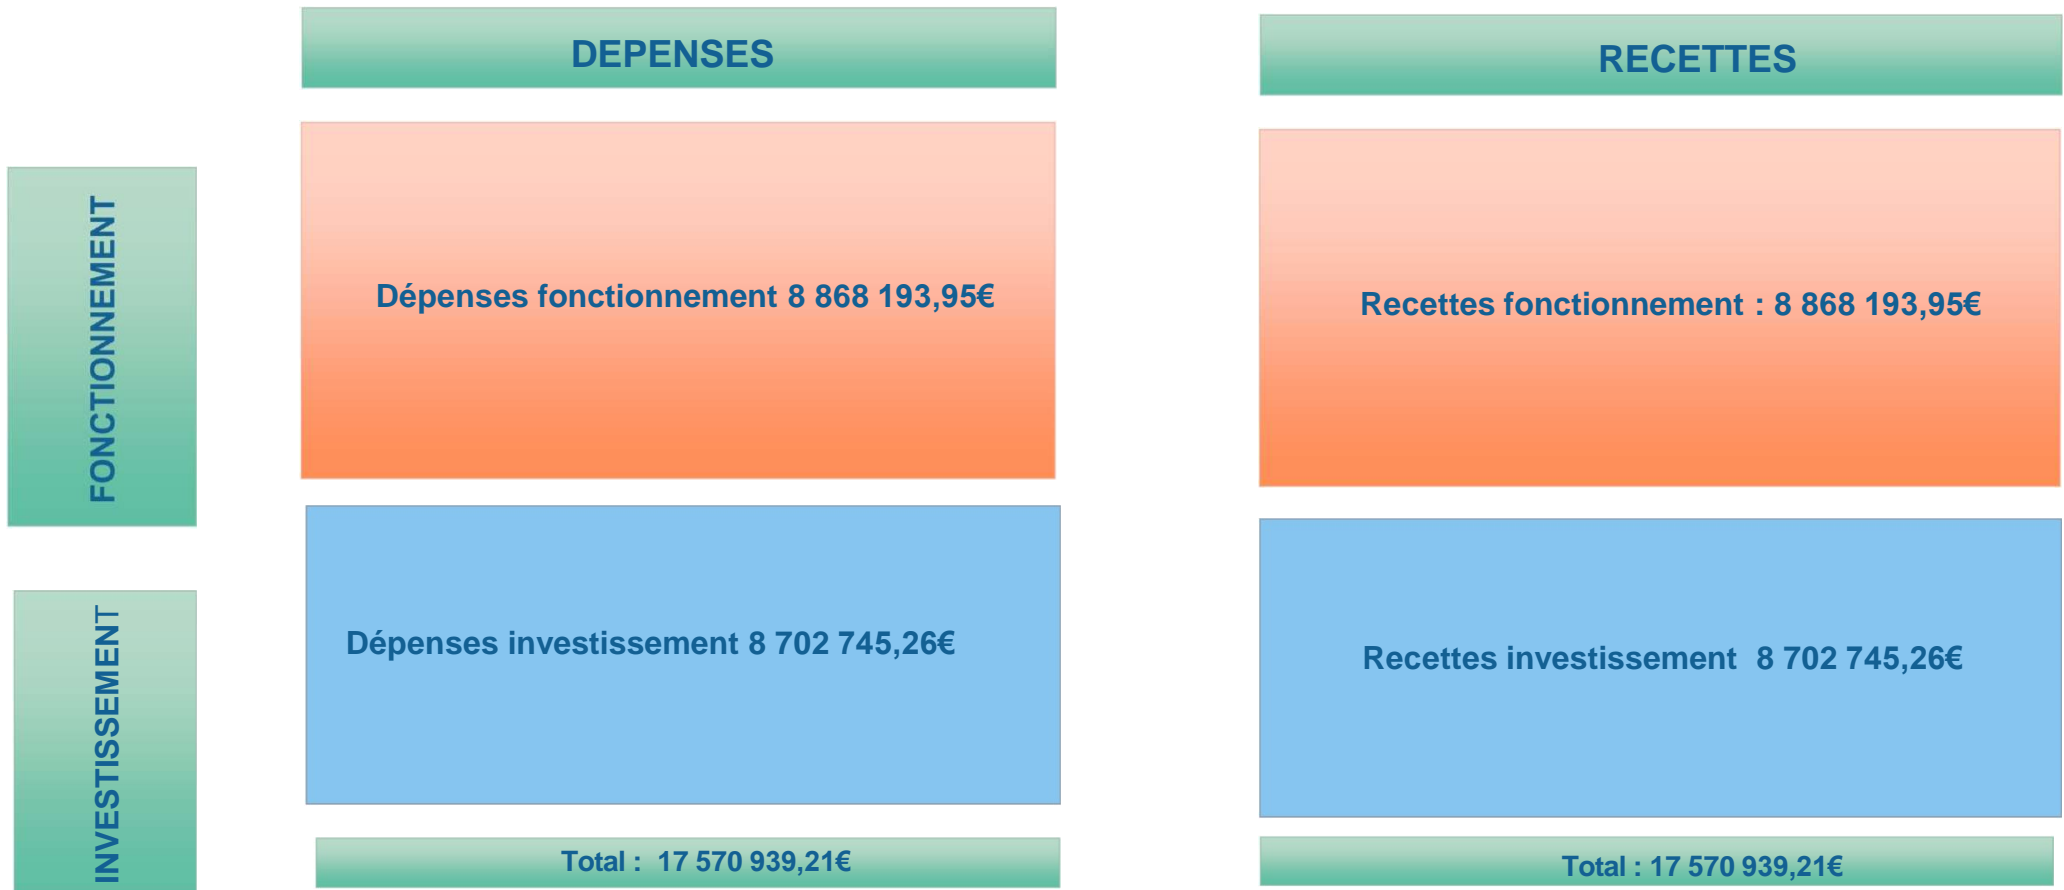 DEPENSES
RECETTES
FONCTIONNEMENT
Dépenses fonctionnement 8 868 193,95€
Recettes fonctionnement : 8 868 193,95€
INVESTISSEMENT
Dépenses investissement 8 702 745,26€
Recettes investissement 8 702 745,26€
Total : 17 570 939,21€
Total : 17 570 939,21€